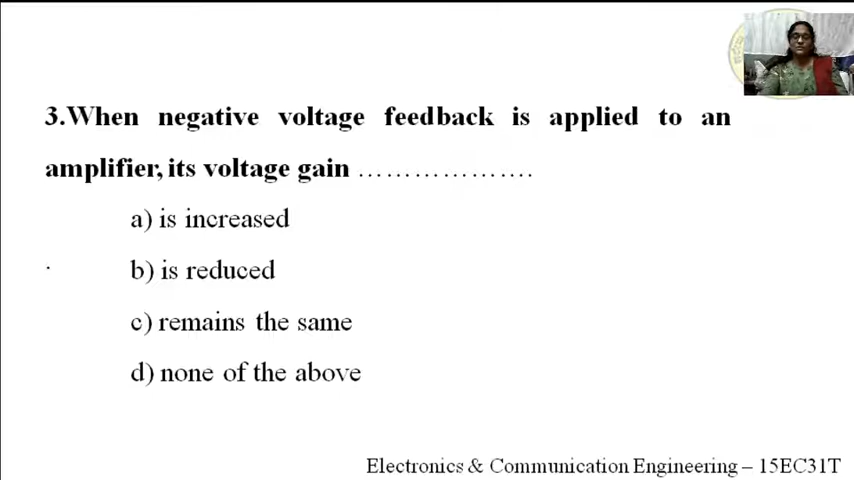 3.When negative voltage feedback is applied to an
amplifier, its voltage gain ……………….
a) is increased
b) is reduced
c) remains the same
d) none of the above
Electronics & Communication Engineering – 15EC31T